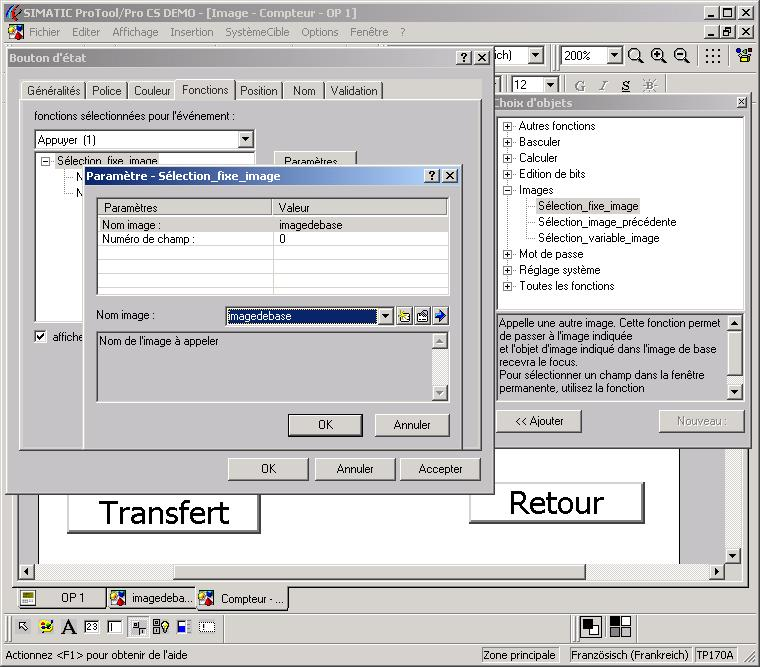 SIMATIC ProTool/Pro CS DEMO - [Image - Compteur - OP 1]
Fichier Editer Affichage Insertion SystèmeCible Options Fenêtre ?
Bouton d'état
ich) 200%
Généralités Police Couleur Fonctions Position Nom Validation
12 G I S
fonctions sélectionnées pour l'événement :
Appuyer (1)
Sélection_fixe_image
Paramètres
N
N
affiche
Choix d'objets
Autres fonctions
Basculer
Calculer
Edition de bits
Images
Sélection_fixe_image
Sélection_image_précédente
Sélection_variable_image
Mot de passe
Réglage système
Toutes les fonctions
Appelle une autre image. Cette fonction permet
de passer à l'image indiquée
et l'objet d'image indiqué dans l'image de base
recevra le focus.
Pour sélectionner un champ dans la fenêtre
permanente, utilisez la fonction
<< Ajouter Nouveau :
Paramètre - Sélection_fixe_image
Paramètres Valeur
Nom image : imagedebase
Numéro de champ : 0
Nom image : imagedebase
Nom de l'image à appeler
OK Annuler
OK Annuler Accepter
Transfert Retour
OP 1 imagedeba... Compteur - ...
A 23
Actionnez <F1> pour obtenir de l'aide Zone principale Französisch (Frankreich) TP170A